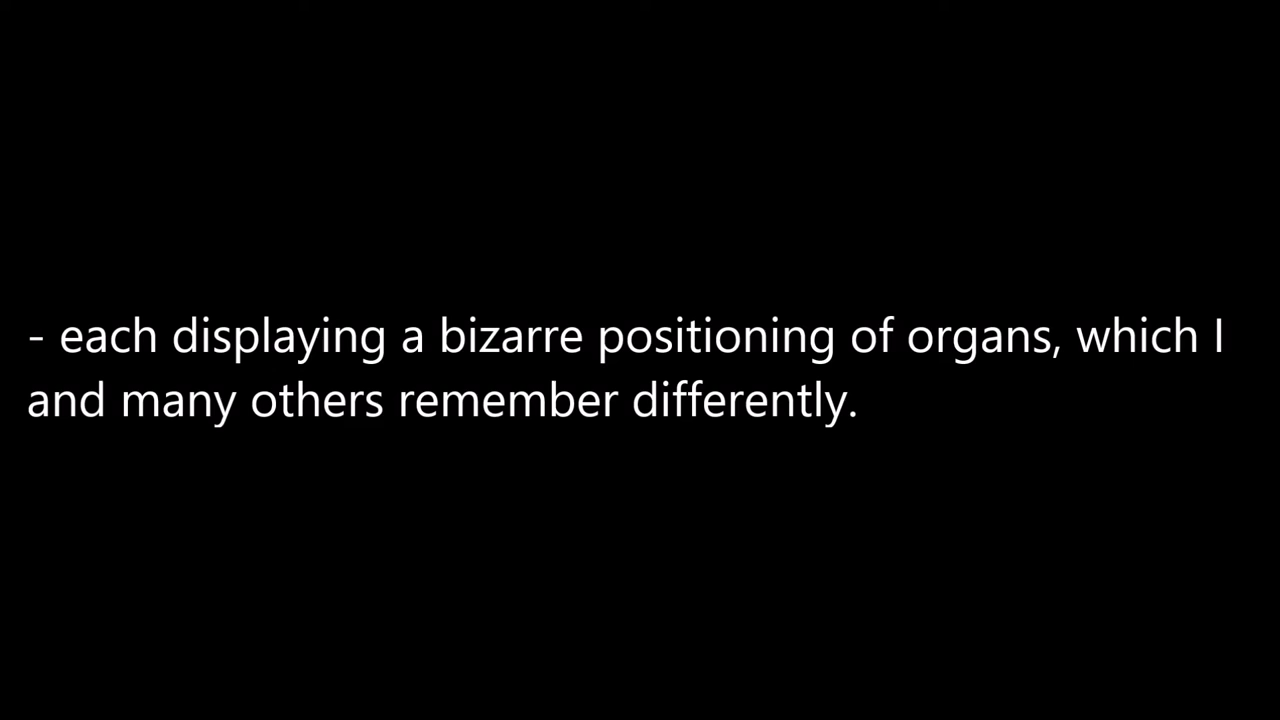 - each displaying a bizarre positioning of organs, which I
and many others remember differently.